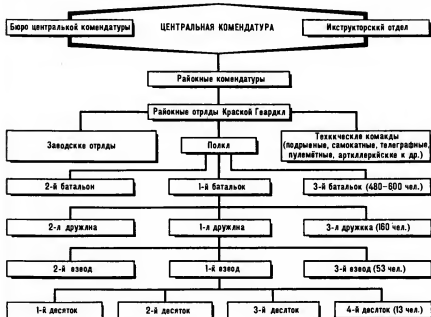 Бюро центральной комендатуры
ЦЕНТРАЛЬНАЯ КОМЕНДАТУРА
Инструкторский отдел
Районные комендатуры
Районные отряды Красной Гвардии
Заводские отряды
Полки
Технические команды
(подрывные, самокатные, телеграфные,
пулемётные, артиллерийские и др.)
2-й батальон
1-й батальон
3-й батальон (480–600 чел.)
2-я дружина
1-я дружина
3-я дружина (160 чел.)
2-й взвод
1-й взвод
3-й взвод (53 чел.)
1-й десяток
2-й десяток
3-й десяток
4-й десяток (13 чел.)